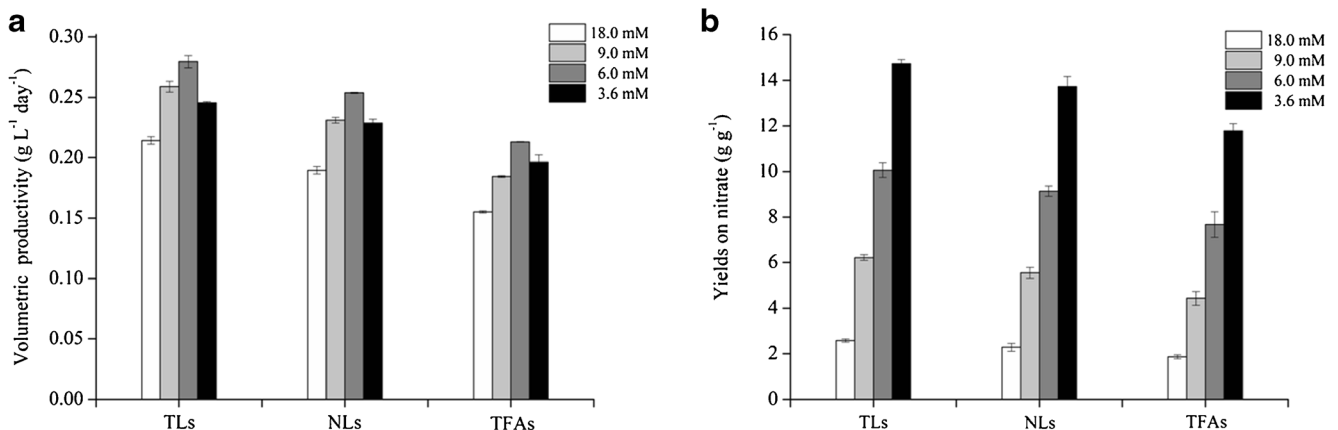 a
Volumetric productivity (g L⁻¹ day⁻¹)
0.30
0.25
0.20
0.15
0.10
0.05
0.00
18.0 mM
9.0 mM
6.0 mM
3.6 mM
TLs NLs TFAs
b
Yields on nitrate (g g⁻¹)
16
14
12
10
8
6
4
2
0
18.0 mM
9.0 mM
6.0 mM
3.6 mM
TLs NLs TFAs